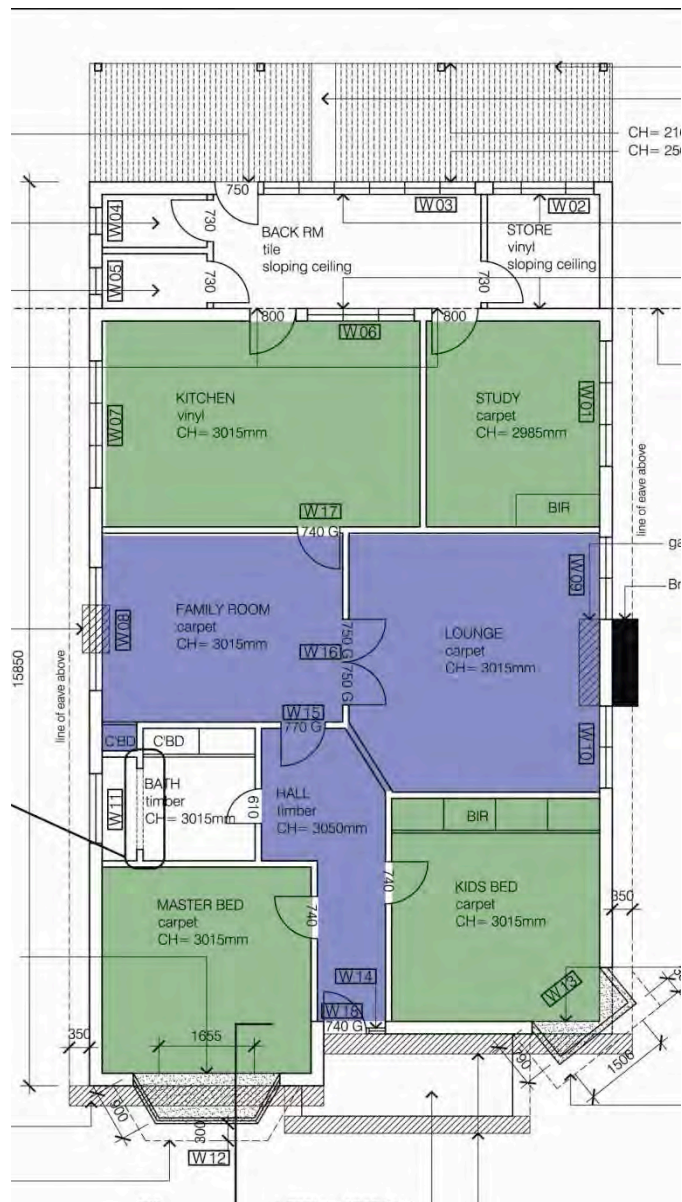 CH= 210
CH= 250
750
W04
730
W03
W02
BACK RM
tile
sloping ceiling
STORE
vinyl
sloping ceiling
W05
730
730
800
W06
800
KITCHEN
vinyl
CH= 3015mm
W07
STUDY
carpet
CH= 2985mm
W01
W17
740 G
BIR
line of eave above
ga
W09
Br
FAMILY ROOM
carpet
CH= 3015mm
W08
750 G
W16
750 G
LOUNGE
carpet
CH= 3015mm
15850
line of eave above
W15
770 G
W10
C'BD
C'BD
BATH
timber
CH= 3015mm
W11
610
HALL
timber
CH= 3050mm
BIR
MASTER BED
carpet
CH= 3015mm
740
740
KIDS BED
carpet
CH= 3015mm
350
W14
W13
W18
740 G
350
1655
790
1506
900
300
W12